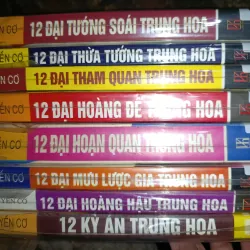 12 ĐẠI TƯỚNG SOÁI TRUNG HOA
12 ĐẠI THỪA TƯỚNG TRUNG HOA
12 ĐẠI THAM QUAN TRUNG HOA
12 ĐẠI HOÀNG ĐẾ TRUNG HOA
12 ĐẠI HOẠN QUAN TRUNG HOA
12 ĐẠI MƯU LƯỢC GIA TRUNG HOA
12 ĐẠI HOÀNG HẬU TRUNG HOA
12 KỲ ÁN TRUNG HOA